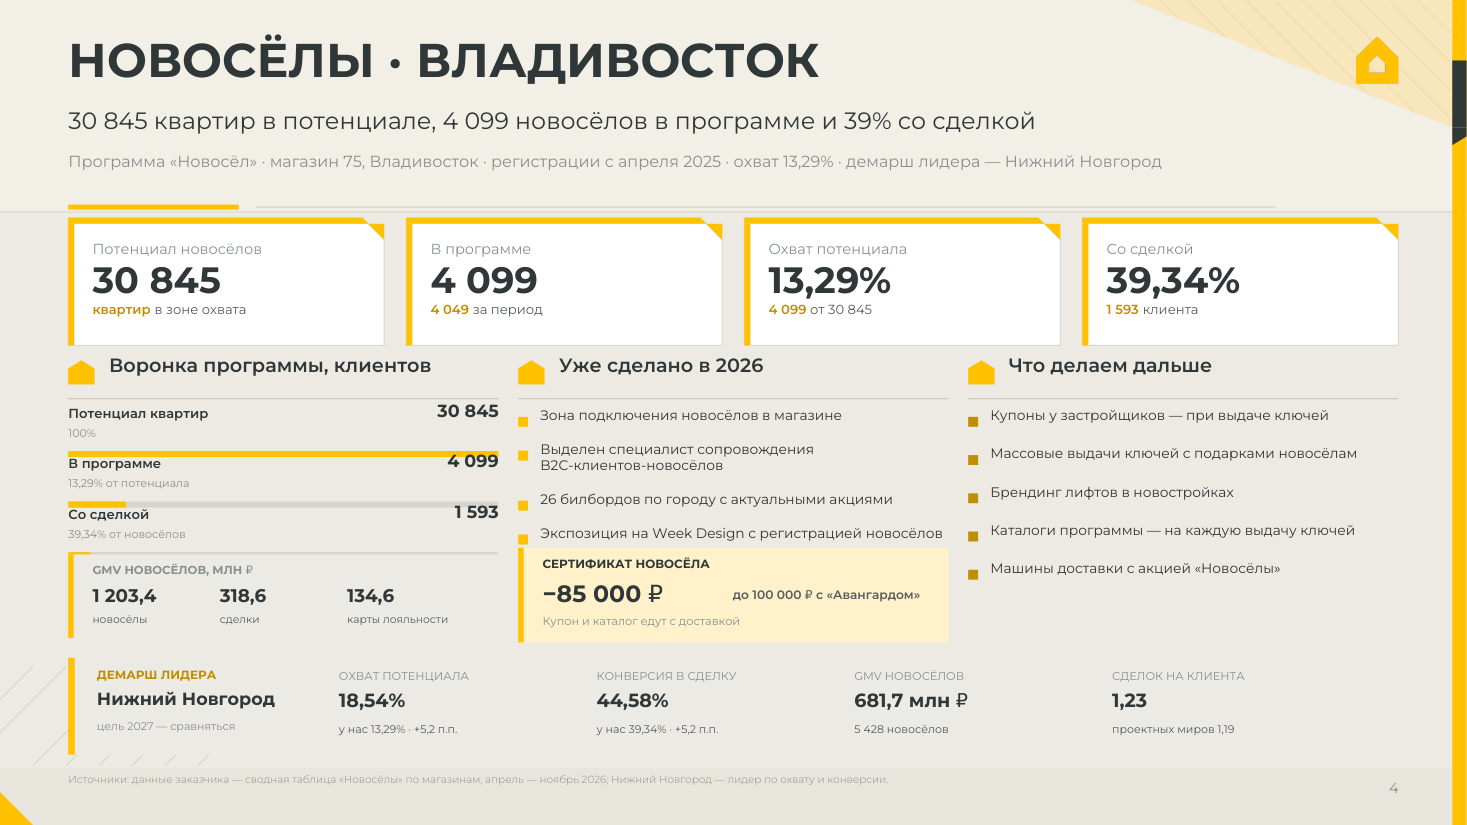 НОВОСЁЛЫ · ВЛАДИВОСТОК
30 845 квартир в потенциале, 4 099 новосёлов в программе и 39% со сделкой
Программа «Новосёл» · магазин 75, Владивосток · регистрации с апреля 2025 · охват 13,29% · демарш лидера — Нижний Новгород
Потенциал новосёлов
30 845
квартир в зоне охвата
В программе
4 099
4 049 за период
Охват потенциала
13,29%
4 099 от 30 845
Со сделкой
39,34%
1 593 клиента
Воронка программы, клиентов
Потенциал квартир 30 845
100%
В программе 4 099
13,29% от потенциала
Со сделкой 1 593
39,34% от новосёлов
GMV НОВОСЁЛОВ, МЛН ₽
1 203,4 318,6 134,6
новосёлы сделки карты лояльности
Уже сделано в 2026
Зона подключения новосёлов в магазине
Выделен специалист сопровождения
B2C-клиентов-новосёлов
26 билбордов по городу с актуальными акциями
Экспозиция на Week Design с регистрацией новосёлов
СЕРТИФИКАТ НОВОСЁЛА
−85 000 ₽ до 100 000 ₽ с «Авангардом»
Купон и каталог едут с доставкой
Что делаем дальше
Купоны у застройщиков — при выдаче ключей
Массовые выдачи ключей с подарками новосёлам
Брендинг лифтов в новостройках
Каталоги программы — на каждую выдачу ключей
Машины доставки с акцией «Новосёлы»
ДЕМАРШ ЛИДЕРА
Нижний Новгород
цель 2027 — сравняться
ОХВАТ ПОТЕНЦИАЛА
18,54%
у нас 13,29% · +5,2 п.п.
КОНВЕРСИЯ В СДЕЛКУ
44,58%
у нас 39,34% · +5,2 п.п.
GMV НОВОСЁЛОВ
681,7 млн ₽
5 428 новосёлов
СДЕЛОК НА КЛИЕНТА
1,23
проектных миров 1,19
Источники: данные заказчика — сводная таблица «Новосёлы» по магазинам, апрель — ноябрь 2026; Нижний Новгород — лидер по охвату и конверсии.
4